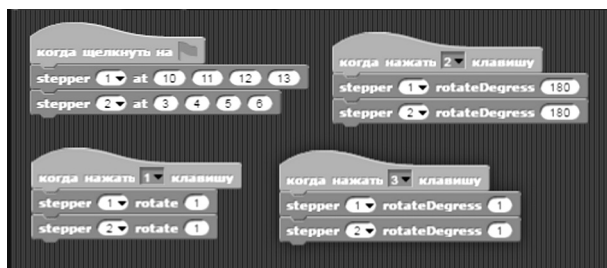 когда щелкнуть на
stepper 1 at 10 11 12 13
stepper 2 at 3 4 5 6
когда нажать 2 клавишу
stepper 1 rotateDegress 180
stepper 2 rotateDegress 180
когда нажать 1 клавишу
stepper 1 rotate 1
stepper 2 rotate 1
когда нажать 3 клавишу
stepper 1 rotateDegress 1
stepper 2 rotateDegress 1